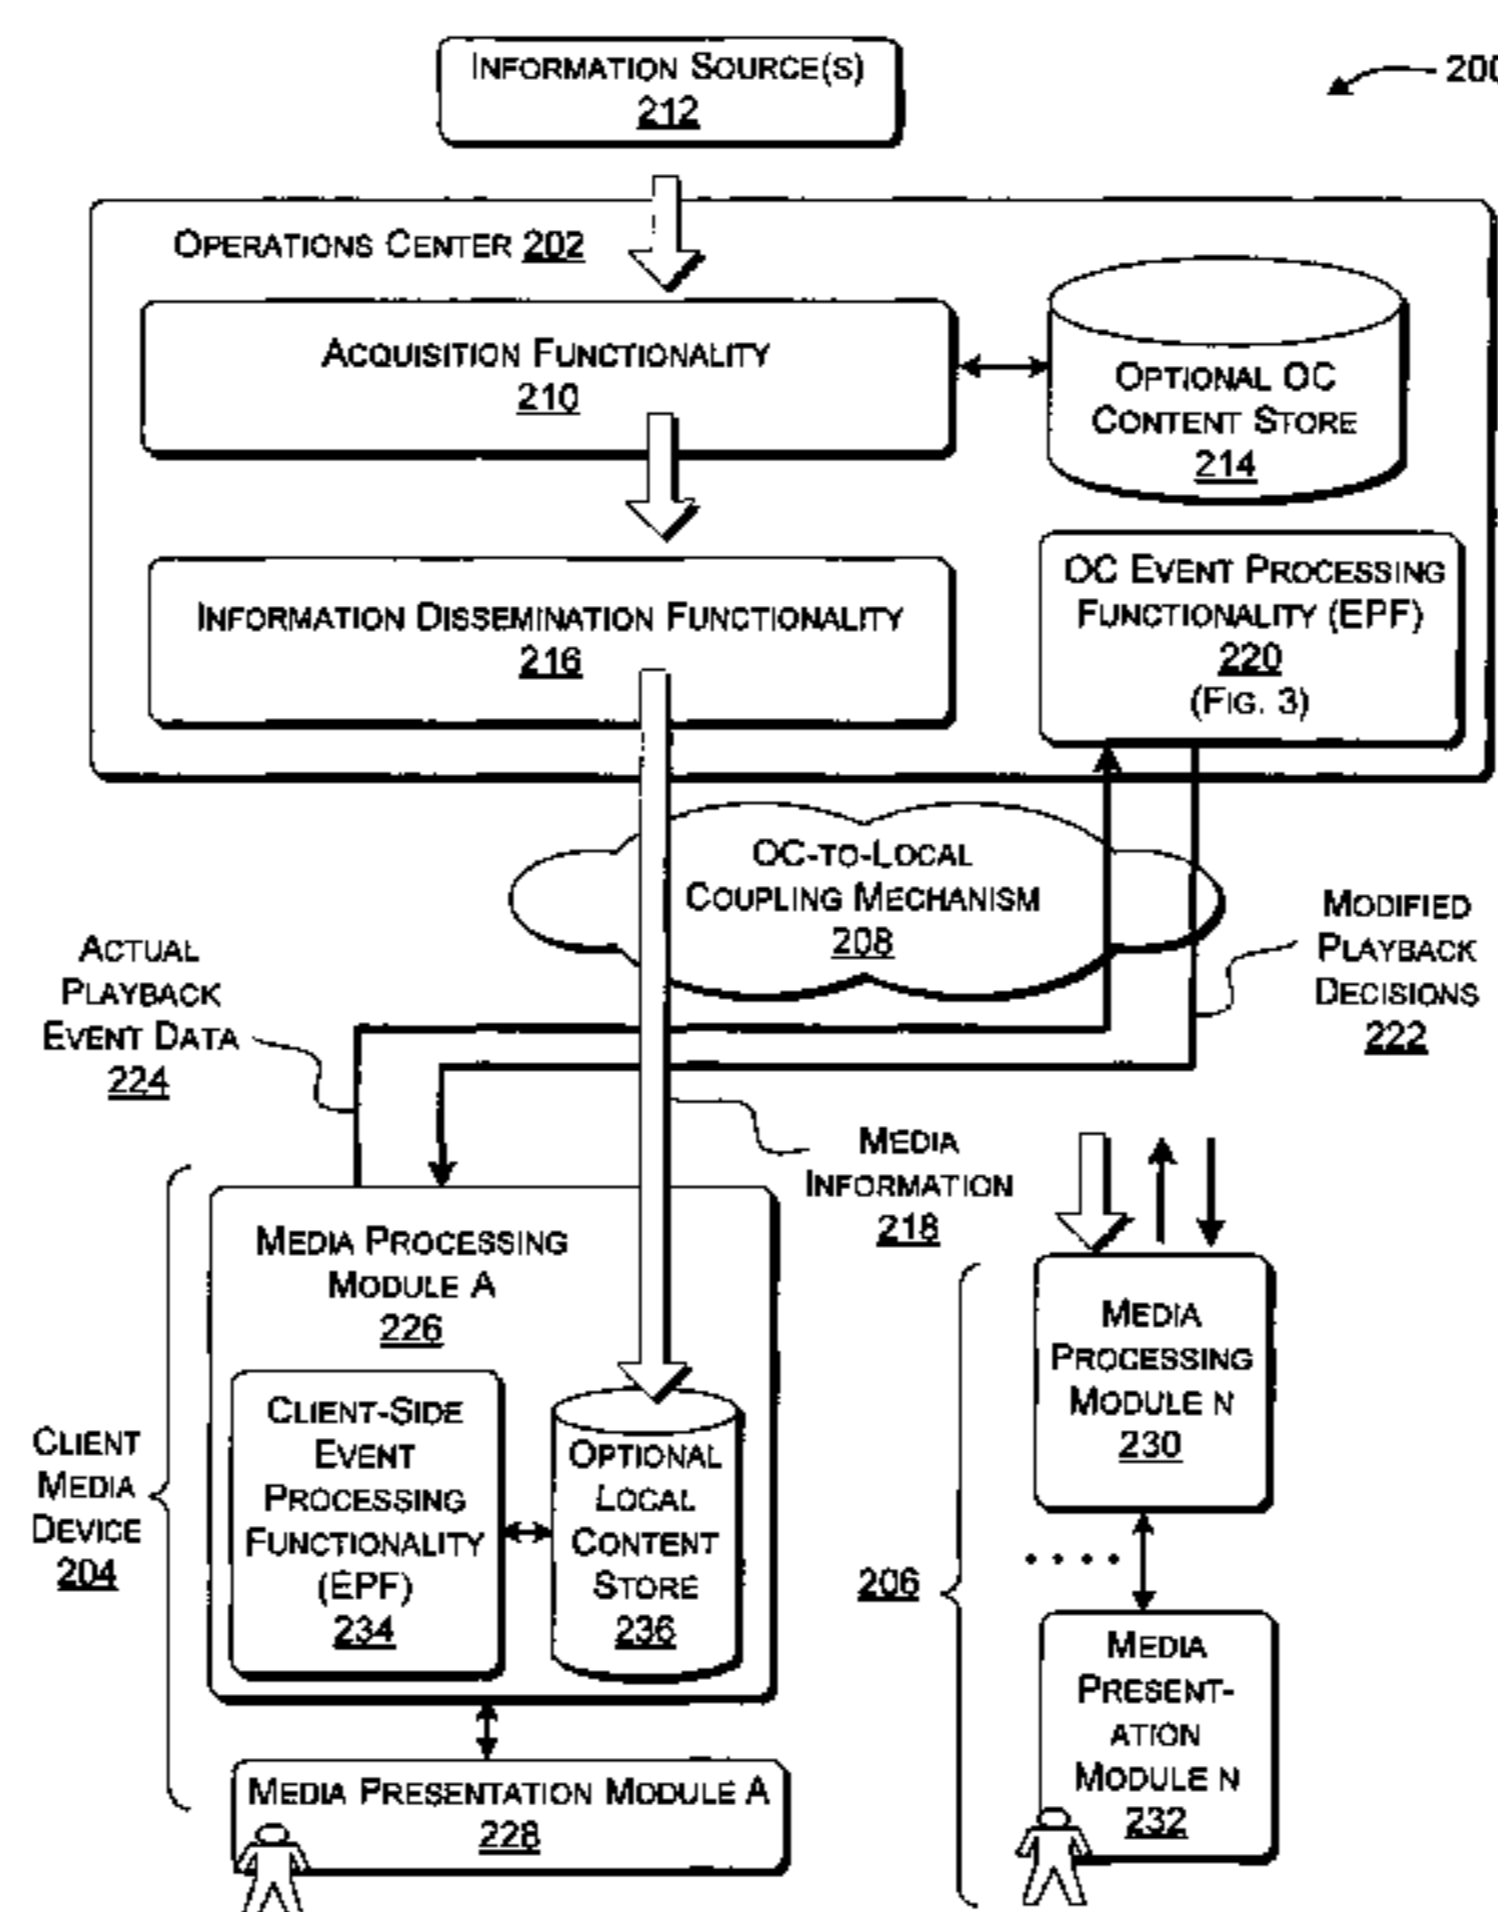 INFORMATION SOURCE(S)
212
200
OPERATIONS CENTER 202
ACQUISITION FUNCTIONALITY
210
OPTIONAL OC
CONTENT STORE
214
INFORMATION DISSEMINATION FUNCTIONALITY
216
OC EVENT PROCESSING
FUNCTIONALITY (EPF)
220
(FIG. 3)
OC-TO-LOCAL
COUPLING MECHANISM
208
ACTUAL
PLAYBACK
EVENT DATA
224
MODIFIED
PLAYBACK
DECISIONS
222
MEDIA
INFORMATION
218
MEDIA PROCESSING
MODULE A
226
CLIENT-SIDE
EVENT
PROCESSING
FUNCTIONALITY
(EPF)
234
OPTIONAL
LOCAL
CONTENT
STORE
236
CLIENT
MEDIA
DEVICE
204
MEDIA PRESENTATION MODULE A
228
MEDIA
PROCESSING
MODULE N
230
206
MEDIA
PRESENT-
ATION
MODULE N
232